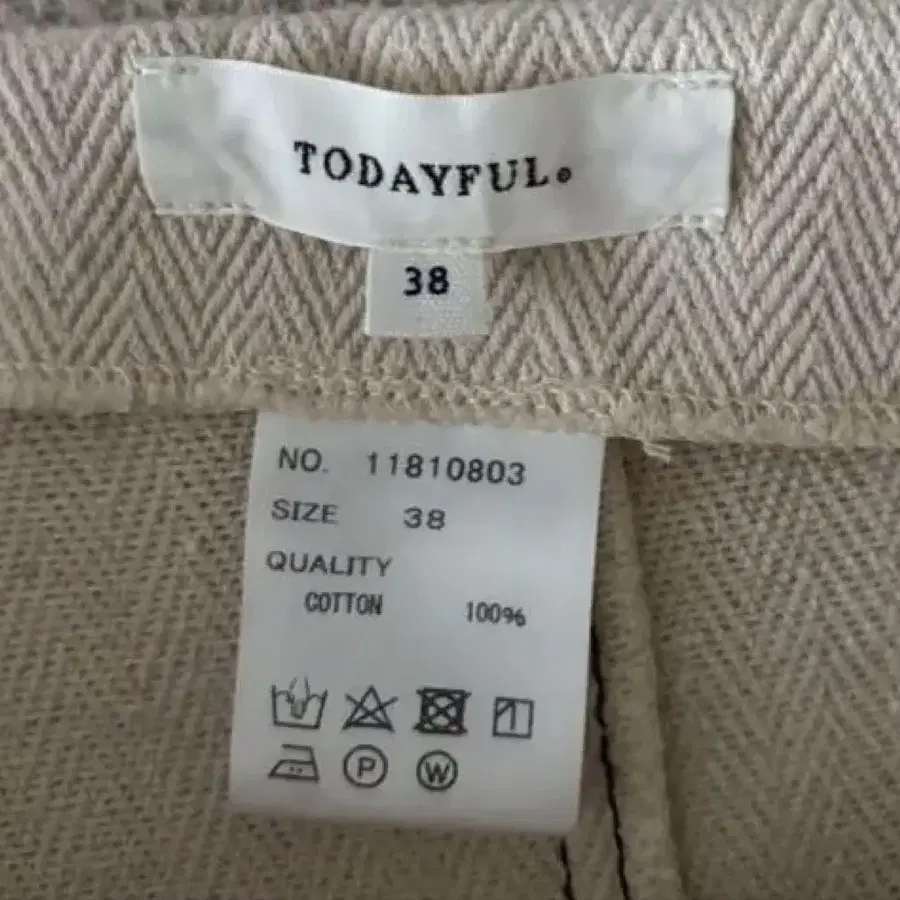 TODAYFUL.
38
NO. 11810803
SIZE 38
QUALITY
COTTON 100%
P W